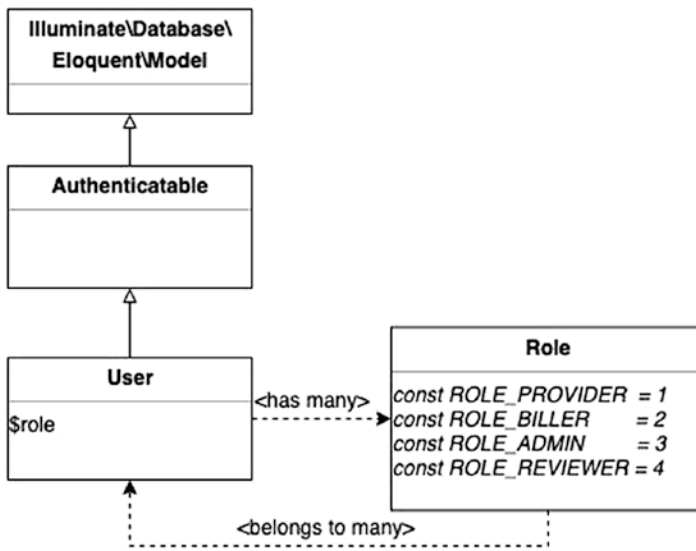 Illuminate\Database\
Eloquent\Model
Authenticatable
User
$role
<has many>
Role
const ROLE_PROVIDER = 1
const ROLE_BILLER = 2
const ROLE_ADMIN = 3
const ROLE_REVIEWER = 4
<belongs to many>